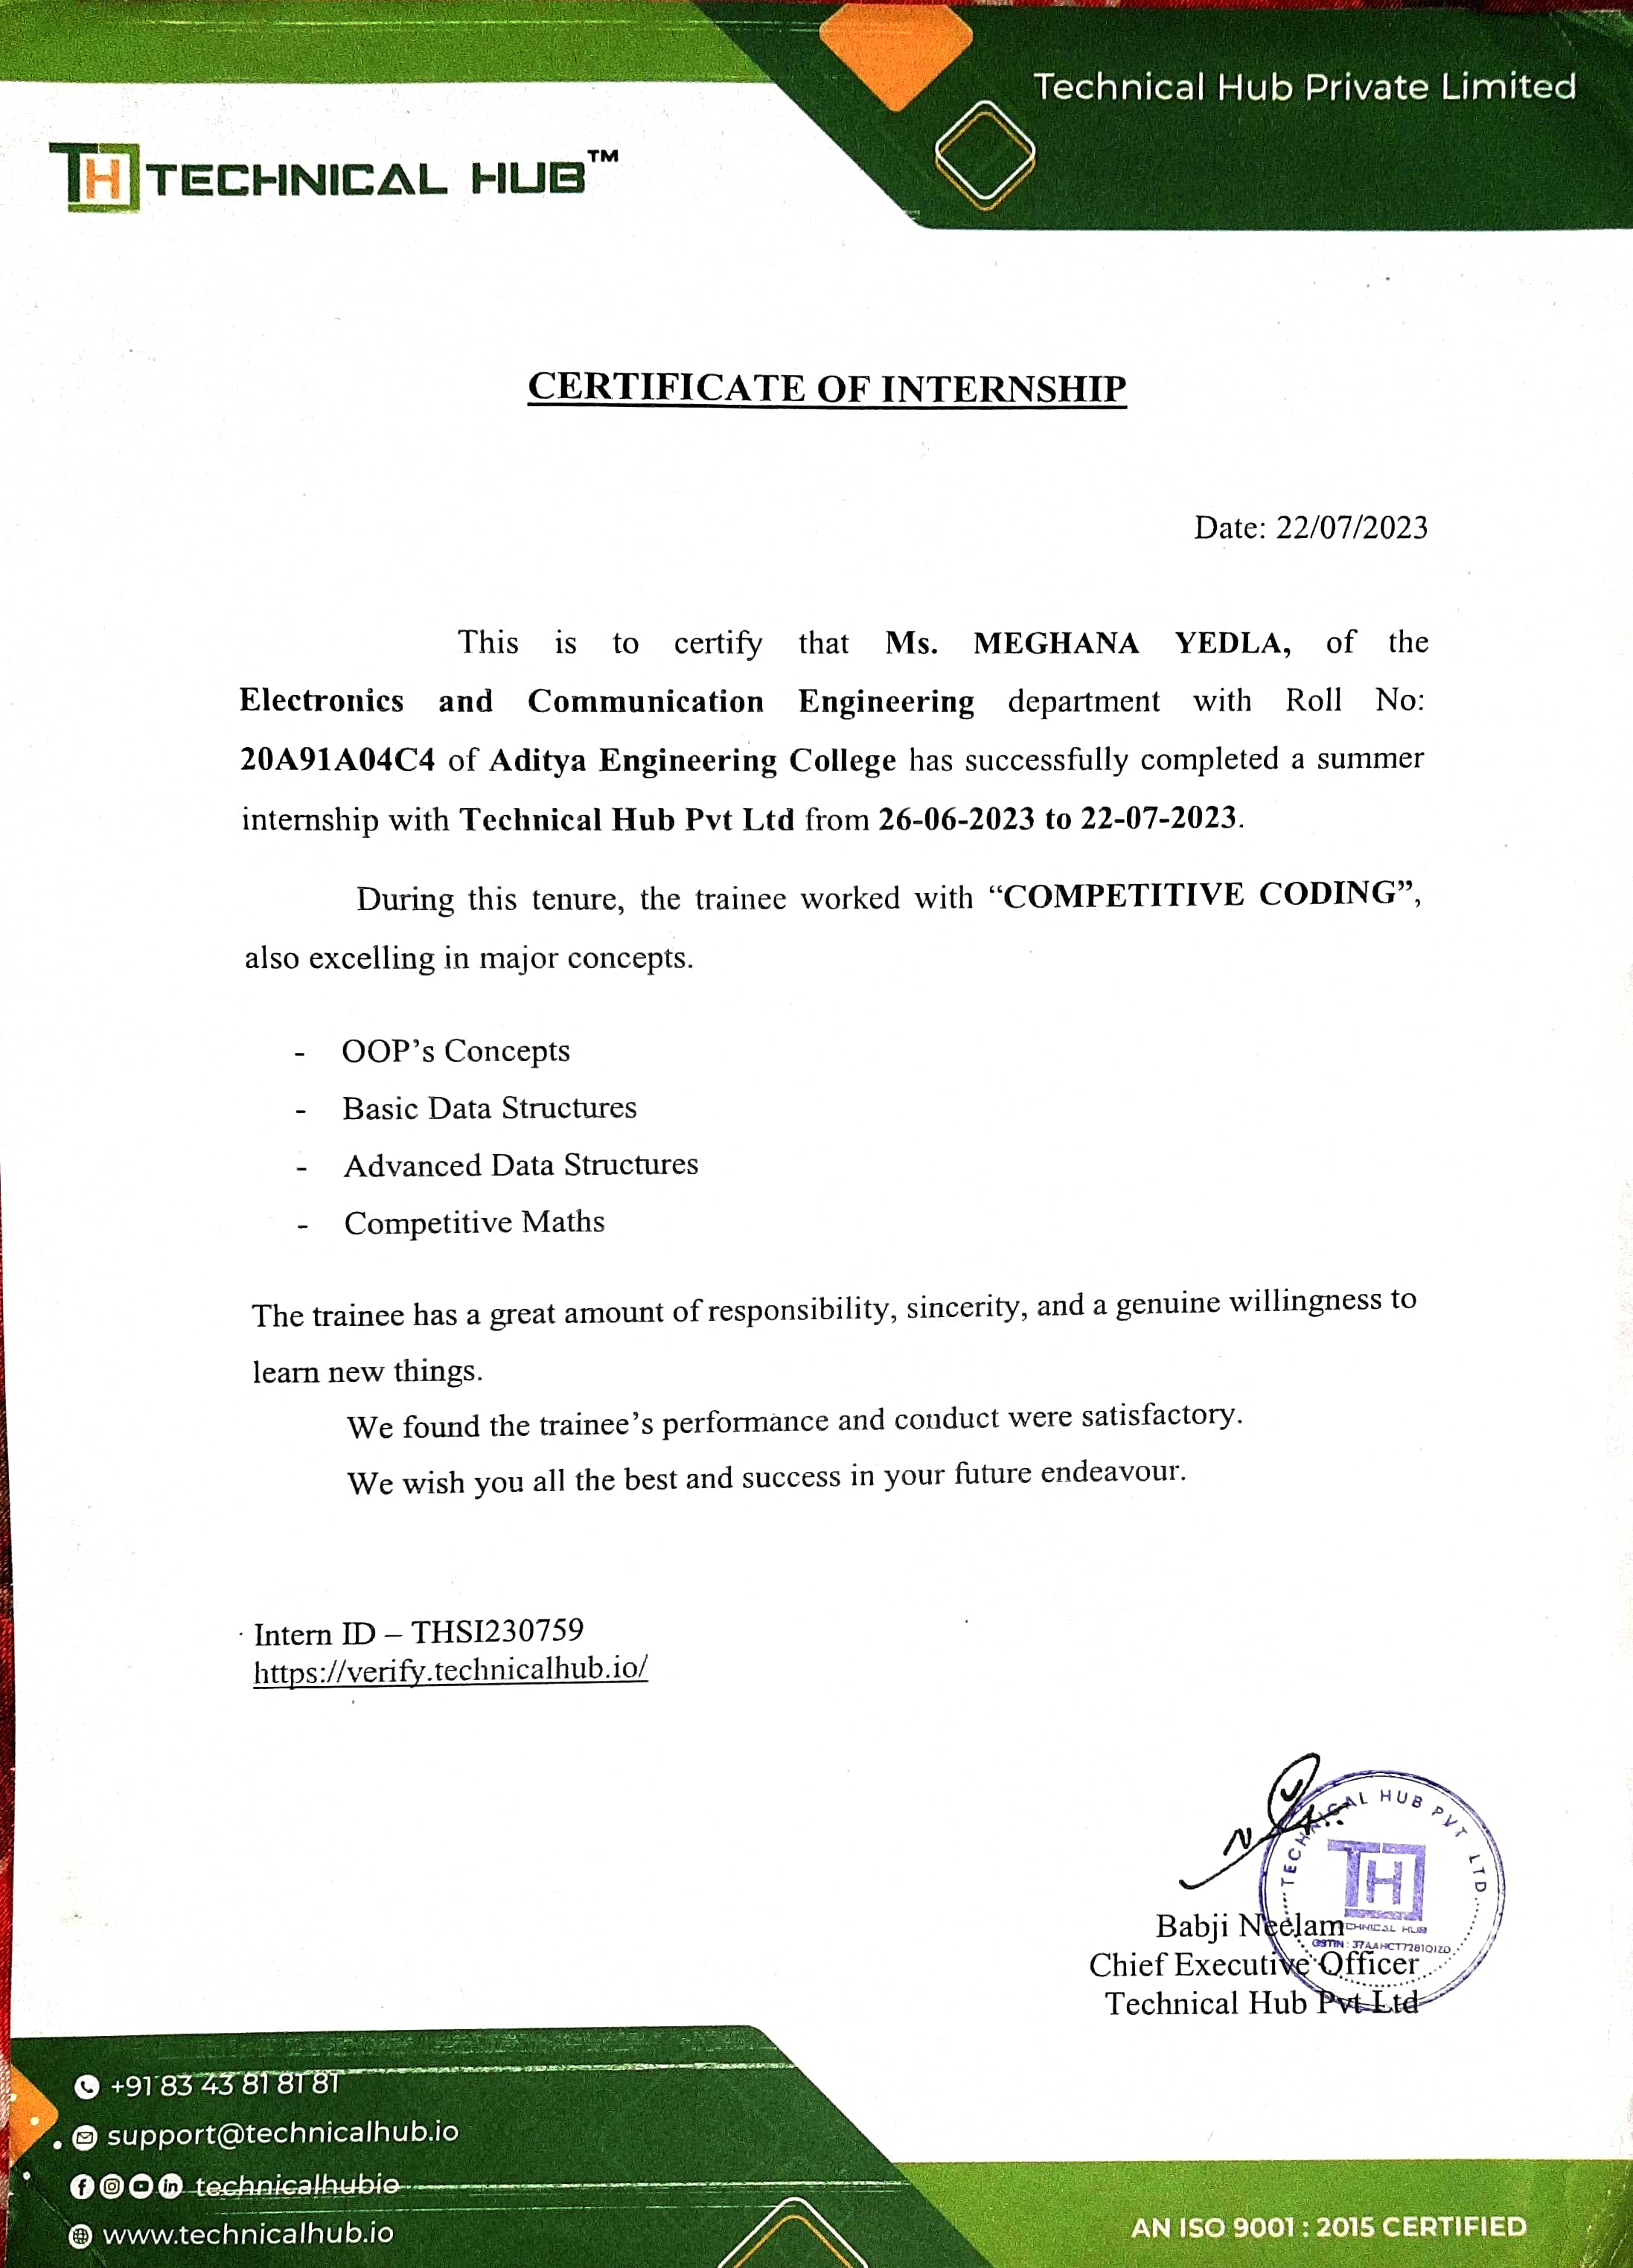 Technical Hub Private Limited
TH TECHNICAL HUB™
CERTIFICATE OF INTERNSHIP
Date: 22/07/2023
This is to certify that Ms. MEGHANA YEDLA, of the
Electronics and Communication Engineering department with Roll No:
20A91A04C4 of Aditya Engineering College has successfully completed a summer
internship with Technical Hub Pvt Ltd from 26-06-2023 to 22-07-2023.
During this tenure, the trainee worked with “COMPETITIVE CODING”,
also excelling in major concepts.
- OOP’s Concepts
- Basic Data Structures
- Advanced Data Structures
- Competitive Maths
The trainee has a great amount of responsibility, sincerity, and a genuine willingness to
learn new things.
We found the trainee’s performance and conduct were satisfactory.
We wish you all the best and success in your future endeavour.
Intern ID – THSI230759
https://verify.technicalhub.io/
TECHNICAL HUB PVT LTD
TH
TECHNICAL HUB
Babji Neelam
Chief Executive Officer
Technical Hub Pvt Ltd
+91 83 43 81 81 81
support@technicalhub.io
technicalhubio
www.technicalhub.io
AN ISO 9001 : 2015 CERTIFIED